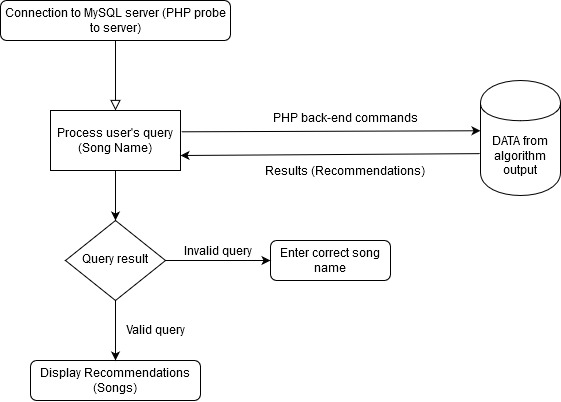 Connection to MySQL server (PHP probe
to server)
Process user's query
(Song Name)
PHP back-end commands
Results (Recommendations)
DATA from
algorithm
output
Query result
Invalid query
Enter correct song
name
Valid query
Display Recommendations
(Songs)